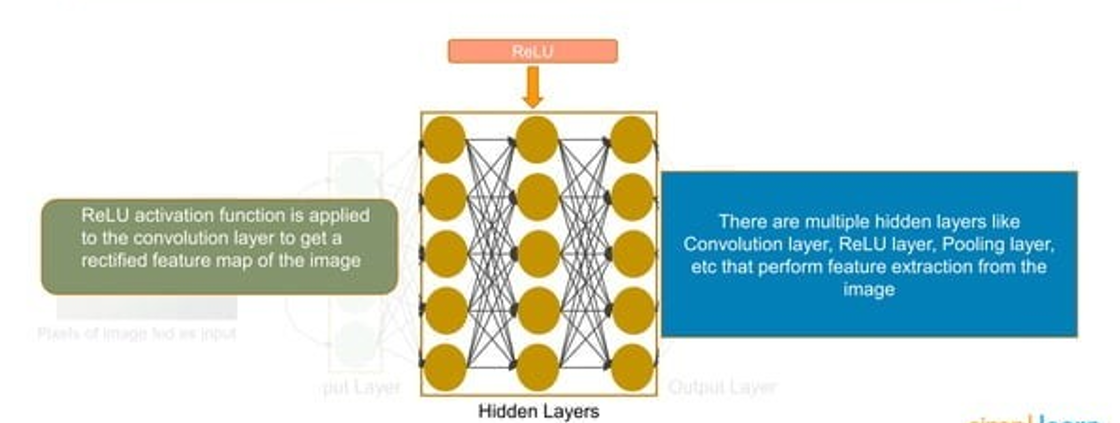 ReLU
ReLU activation function is applied
to the convolution layer to get a
rectified feature map of the image
There are multiple hidden layers like
Convolution layer, ReLU layer, Pooling layer,
etc that perform feature extraction from the
image
Pixels of image fed as input
put Layer
Output Layer
Hidden Layers